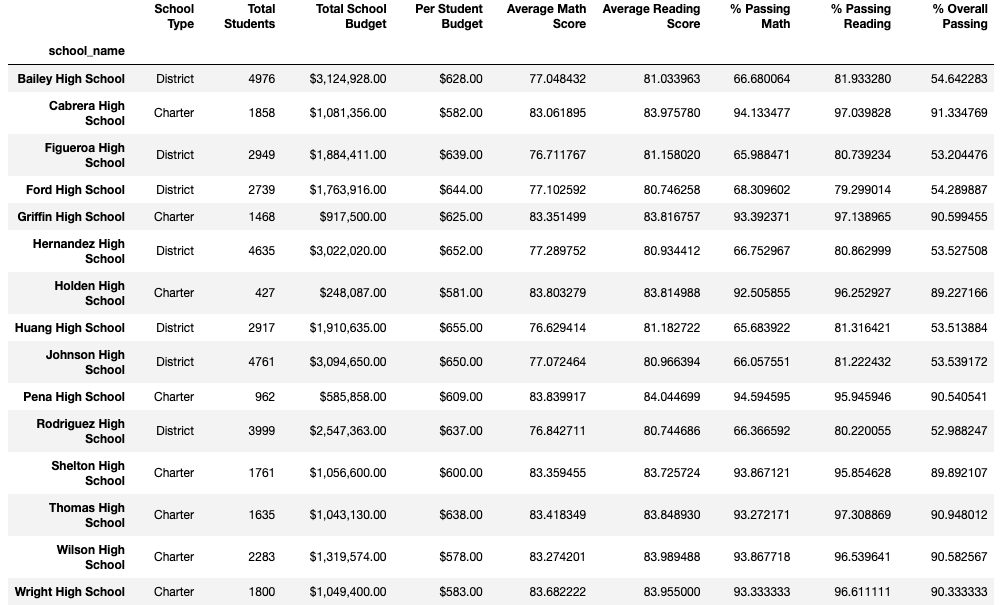 School Type Total Students Total School Budget Per Student Budget Average Math Score Average Reading Score % Passing Math % Passing Reading % Overall Passing
school_name
Bailey High School District 4976 $3,124,928.00 $628.00 77.048432 81.033963 66.680064 81.933280 54.642283
Cabrera High School Charter 1858 $1,081,356.00 $582.00 83.061895 83.975780 94.133477 97.039828 91.334769
Figueroa High School District 2949 $1,884,411.00 $639.00 76.711767 81.158020 65.988471 80.739234 53.204476
Ford High School District 2739 $1,763,916.00 $644.00 77.102592 80.746258 68.309602 79.299014 54.289887
Griffin High School Charter 1468 $917,500.00 $625.00 83.351499 83.816757 93.392371 97.138965 90.599455
Hernandez High School District 4635 $3,022,020.00 $652.00 77.289752 80.934412 66.752967 80.862999 53.527508
Holden High School Charter 427 $248,087.00 $581.00 83.803279 83.814988 92.505855 96.252927 89.227166
Huang High School District 2917 $1,910,635.00 $655.00 76.629414 81.182722 65.683922 81.316421 53.513884
Johnson High School District 4761 $3,094,650.00 $650.00 77.072464 80.966394 66.057551 81.222432 53.539172
Pena High School Charter 962 $585,858.00 $609.00 83.839917 84.044699 94.594595 95.945946 90.540541
Rodriguez High School District 3999 $2,547,363.00 $637.00 76.842711 80.744686 66.366592 80.220055 52.988247
Shelton High School Charter 1761 $1,056,600.00 $600.00 83.359455 83.725724 93.867121 95.854628 89.892107
Thomas High School Charter 1635 $1,043,130.00 $638.00 83.418349 83.848930 93.272171 97.308869 90.948012
Wilson High School Charter 2283 $1,319,574.00 $578.00 83.274201 83.989488 93.867718 96.539641 90.582567
Wright High School Charter 1800 $1,049,400.00 $583.00 83.682222 83.955000 93.333333 96.611111 90.333333